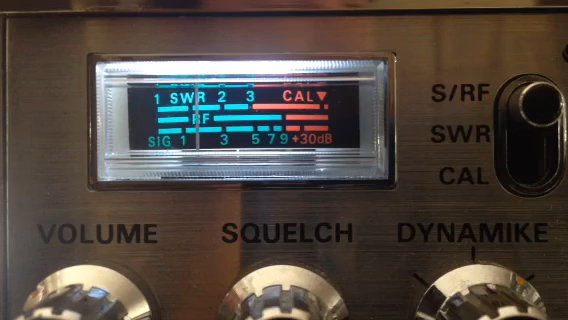 1 SWR 2 3 CAL▼
RF
SIG 1 3 5 7 9 +30dB
S/RF
SWR
CAL
VOLUME SQUELCH DYNAMIKE